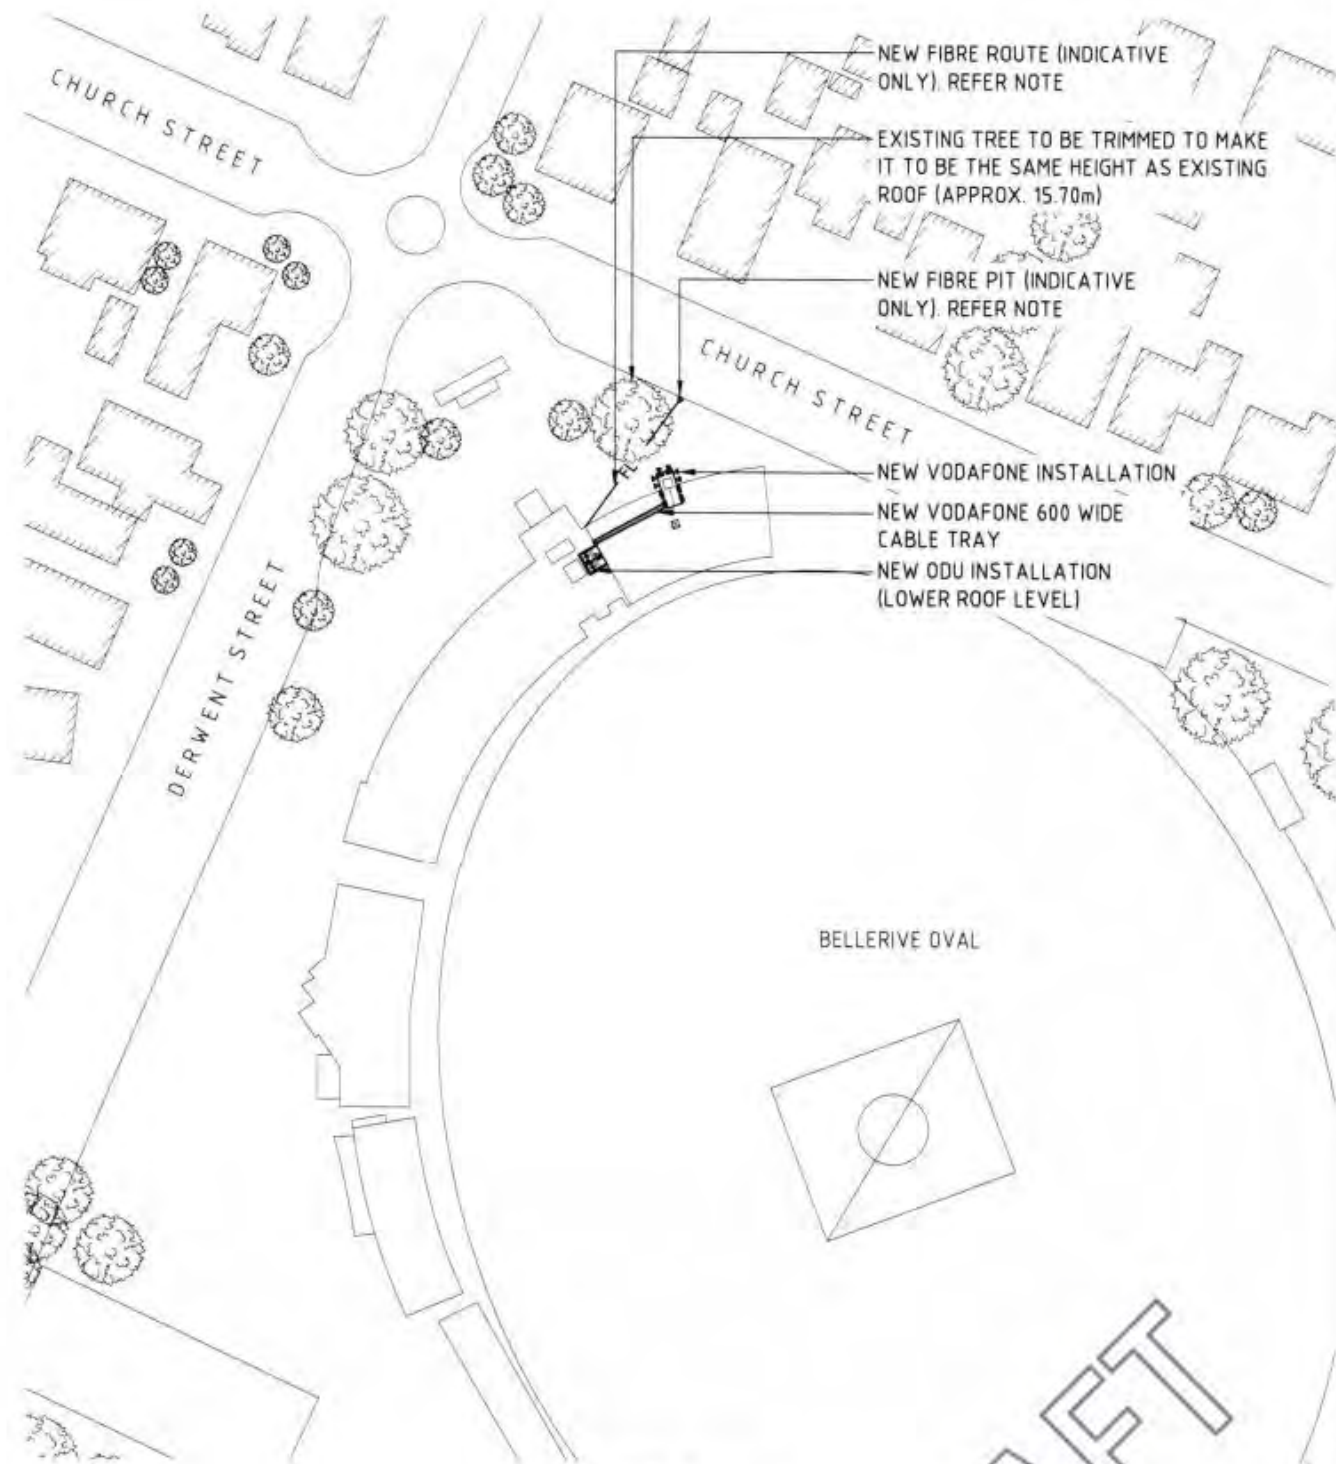 CHURCH STREET
NEW FIBRE ROUTE (INDICATIVE
ONLY). REFER NOTE
EXISTING TREE TO BE TRIMMED TO MAKE
IT TO BE THE SAME HEIGHT AS EXISTING
ROOF (APPROX. 15.70m)
NEW FIBRE PIT (INDICATIVE
ONLY). REFER NOTE
CHURCH STREET
NEW VODAFONE INSTALLATION
NEW VODAFONE 600 WIDE
CABLE TRAY
NEW ODU INSTALLATION
(LOWER ROOF LEVEL)
DERWENT STREET
BELLERIVE OVAL